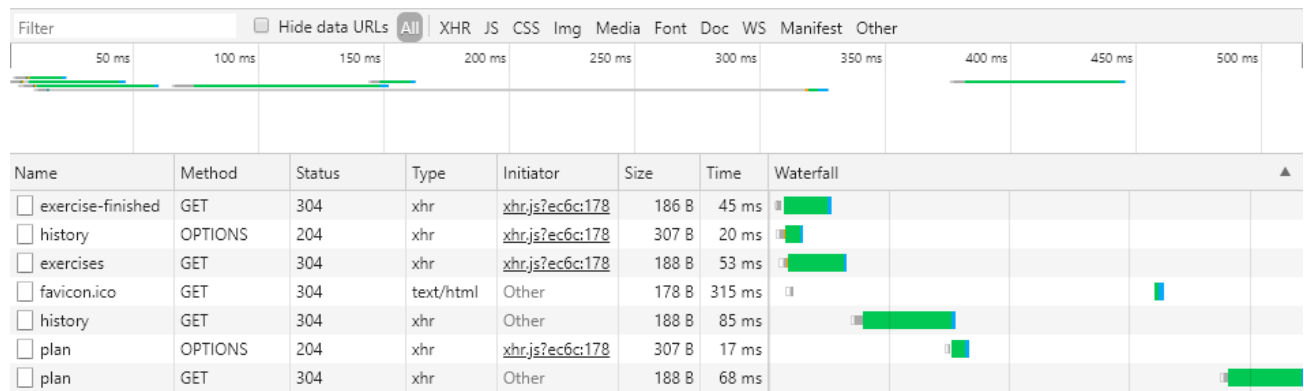 Filter Hide data URLs All XHR JS CSS Img Media Font Doc WS Manifest Other
50 ms 100 ms 150 ms 200 ms 250 ms 300 ms 350 ms 400 ms 450 ms 500 ms
Name Method Status Type Initiator Size Time Waterfall
exercise-finished GET 304 xhr xhr.js?ec6c:178 186 B 45 ms
history OPTIONS 204 xhr xhr.js?ec6c:178 307 B 20 ms
exercises GET 304 xhr xhr.js?ec6c:178 188 B 53 ms
favicon.ico GET 304 text/html Other 178 B 315 ms
history GET 304 xhr Other 188 B 85 ms
plan OPTIONS 204 xhr xhr.js?ec6c:178 307 B 17 ms
plan GET 304 xhr Other 188 B 68 ms